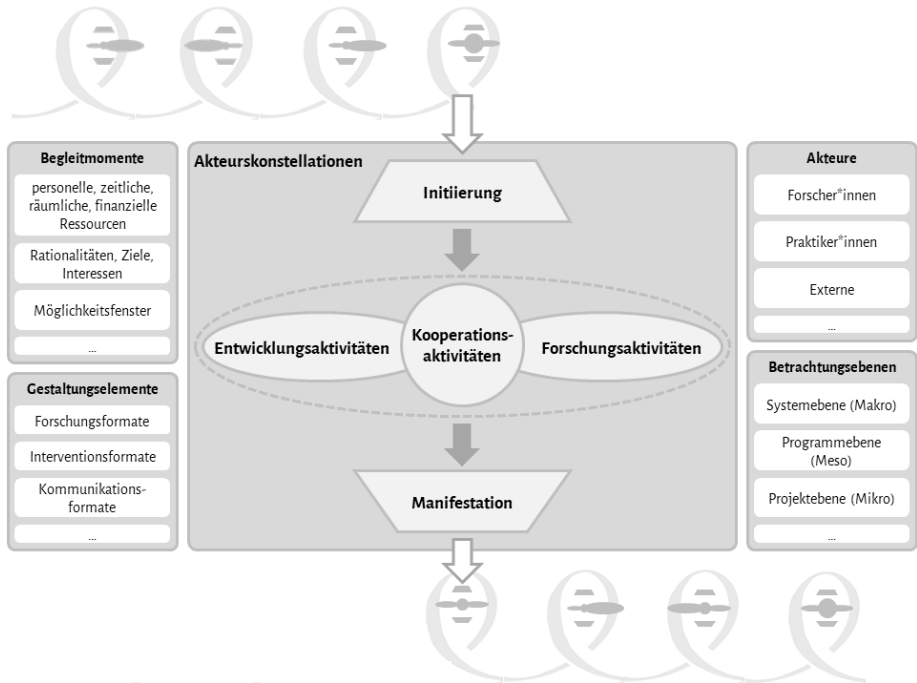 Begleitmomente
personelle, zeitliche,
räumliche, finanzielle
Ressourcen
Rationalitäten, Ziele,
Interessen
Möglichkeitsfenster
...
Gestaltungselemente
Forschungsformate
Interventionsformate
Kommunikations-
formate
...
Akteurskonstellationen
Initiierung
Entwicklungsaktivitäten
Kooperations-
aktivitäten
Forschungsaktivitäten
Manifestation
Akteure
Forscher*innen
Praktiker*innen
Externe
...
Betrachtungsebenen
Systemebene (Makro)
Programmebene
(Meso)
Projektebene (Mikro)
...